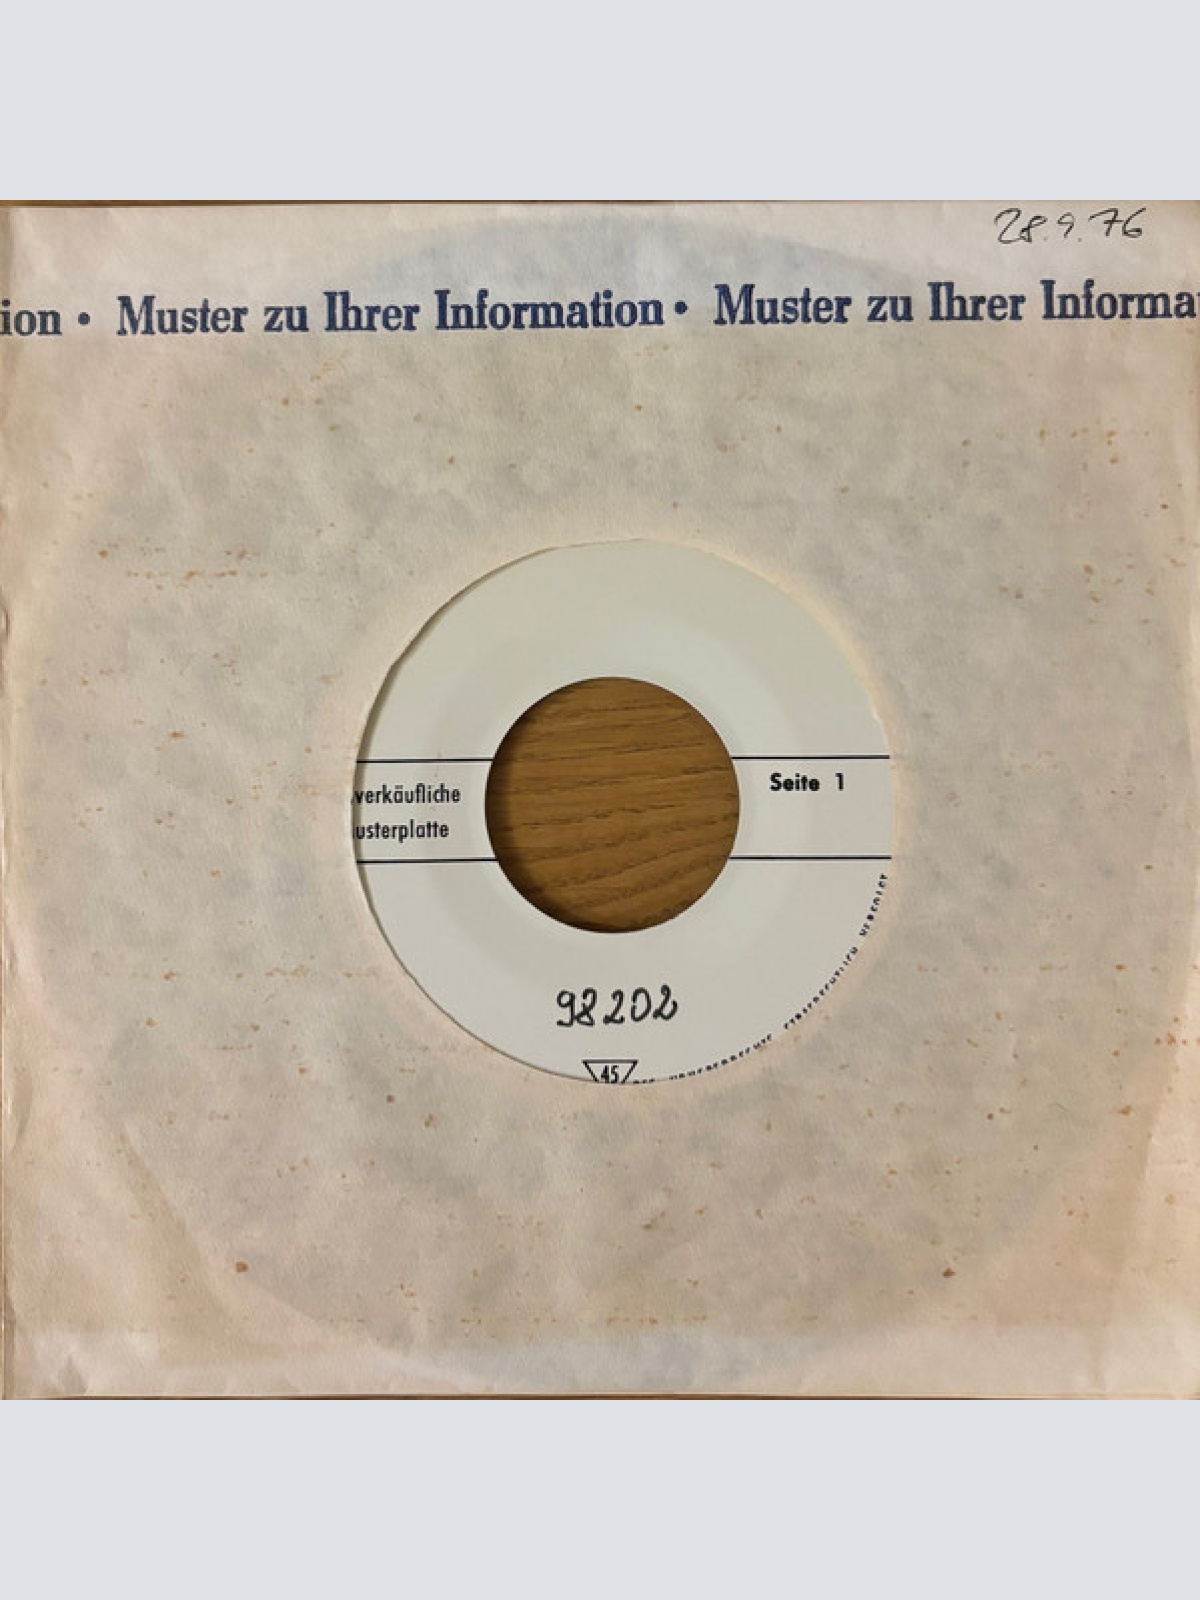 28.9.76
ion • Muster zu Ihrer Information • Muster zu Ihrer Informa
verkäufliche
usterplatte
Seite 1
98202
45